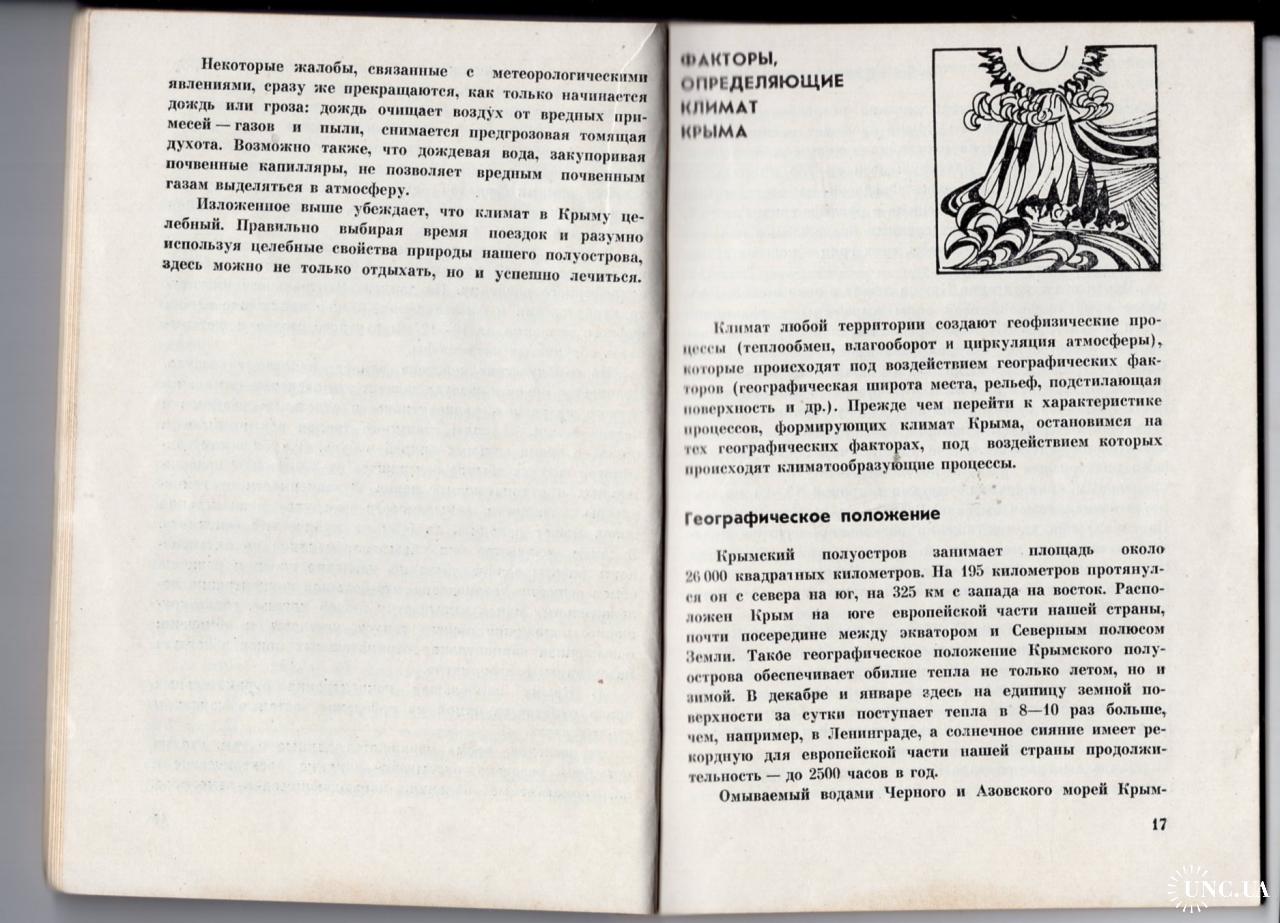 Некоторые жалобы, связанные с метеорологическими
явлениями, сразу же прекращаются, как только начинается
дождь или гроза: дождь очищает воздух от вредных при-
месей — газов и пыли, снимается предгрозовая томящая
духота. Возможно также, что дождевая вода, закупоривая
почвенные капилляры, не позволяет вредным почвенным
газам выделяться в атмосферу.
Изложенное выше убеждает, что климат в Крыму це-
лебный. Правильно выбирая время поездок и разумно
используя целебные свойства природы нашего полуострова,
здесь можно не только отдыхать, но и успешно лечиться.
ФАКТОРЫ,
ОПРЕДЕЛЯЮЩИЕ
КЛИМАТ
КРЫМА
Климат любой территории создают геофизические про-
цессы (теплообмен, влагооборот и циркуляция атмосферы),
которые происходят под воздействием географических фак-
торов (географическая широта места, рельеф, подстилающая
поверхность и др.). Прежде чем перейти к характеристике
процессов, формирующих климат Крыма, остановимся на
тех географических факторах, под воздействием которых
происходят климатообразующие процессы.
Географическое положение
Крымский полуостров занимает площадь около
26 000 квадратных километров. На 195 километров протянул-
ся он с севера на юг, на 325 км с запада на восток. Распо-
ложен Крым на юге европейской части нашей страны,
почти посередине между экватором и Северным полюсом
Земли. Такое географическое положение Крымского полу-
острова обеспечивает обилие тепла не только летом, но и
зимой. В декабре и январе здесь на единицу земной по-
верхности за сутки поступает тепла в 8—10 раз больше,
чем, например, в Ленинграде, а солнечное сияние имеет ре-
кордную для европейской части нашей страны продолжи-
тельность — до 2500 часов в год.
Омываемый водами Черного и Азовского морей Крым-
17
UNC.UA